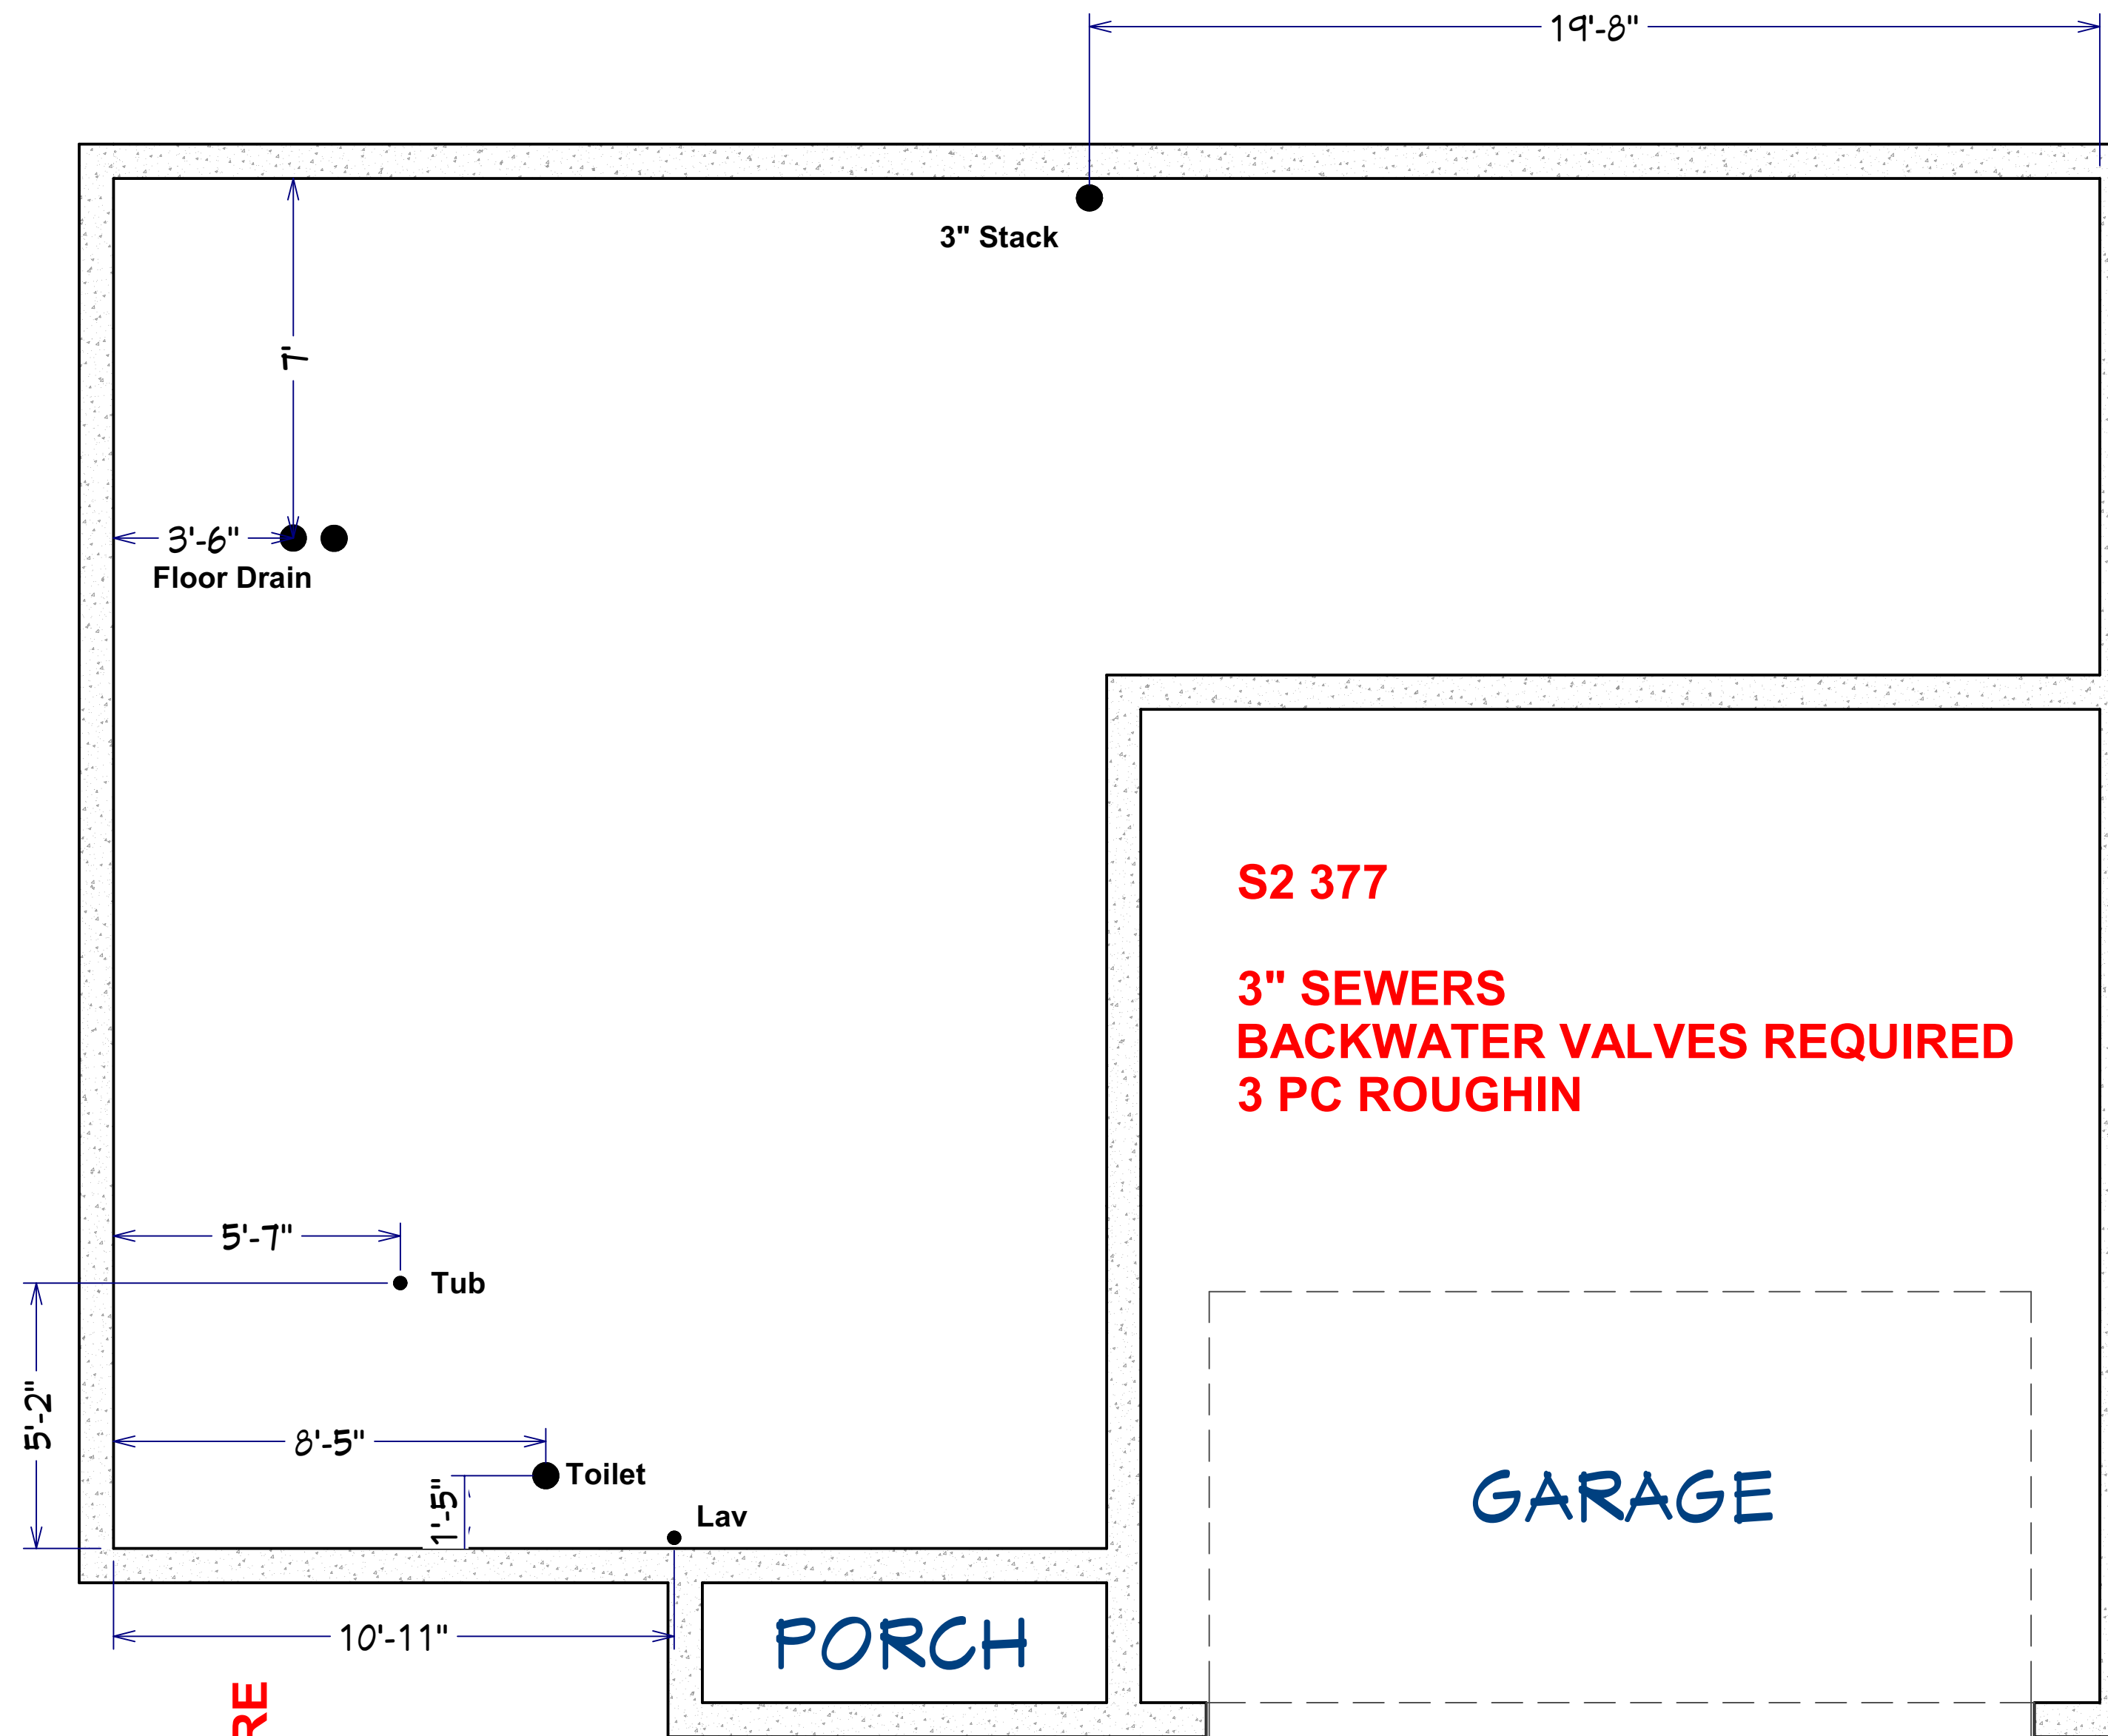 19'-8"
3" Stack
7"
3'-6"
Floor Drain
S2 377
3" SEWERS
BACKWATER VALVES REQUIRED
3 PC ROUGHIN
5'-7"
Tub
5'-2"
8'-5"
Toilet
1'-5"
Lav
GARAGE
10'-11"
PORCH
RE